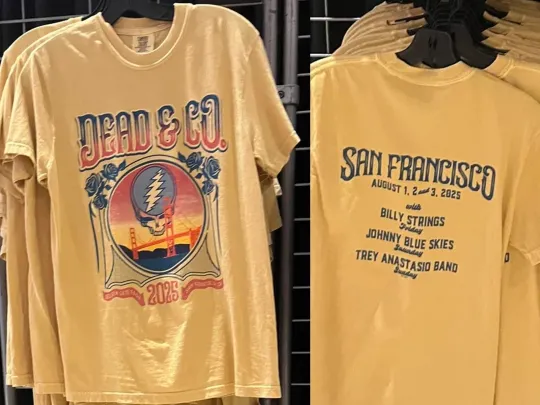 DEAD & CO.
2025
SAN FRANCISCO
AUGUST 1, 2 and 3, 2025
with
BILLY STRINGS
Friday
JOHNNY BLUE SKIES
Saturday
TREY ANASTASIO BAND
Sunday